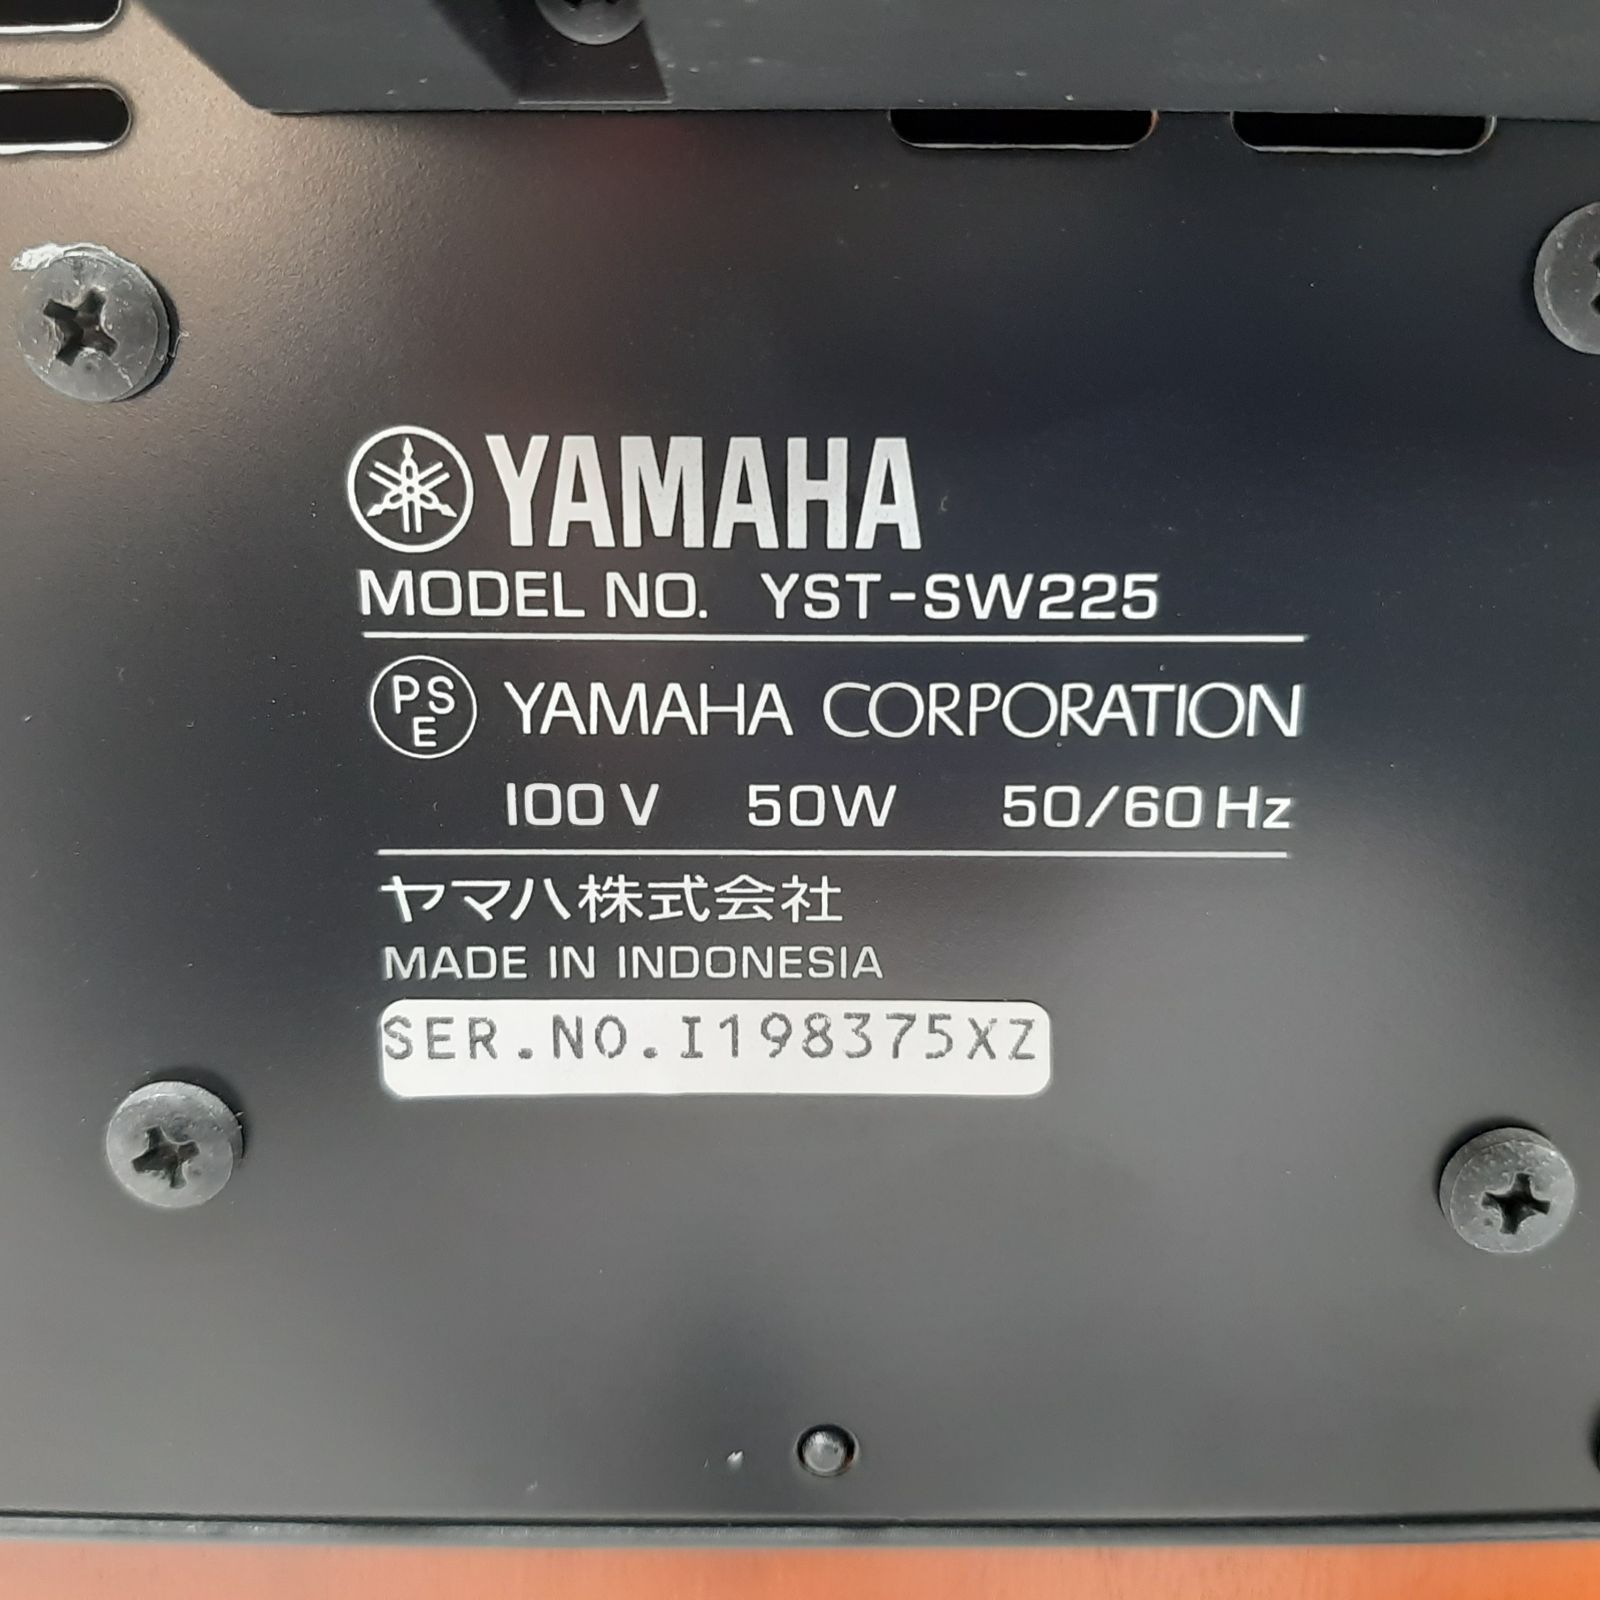 YAMAHA
MODEL NO. YST-SW225
PSE YAMAHA CORPORATION
100V 50W 50/60Hz
ヤマハ株式会社
MADE IN INDONESIA
SER.NO.I198375XZ